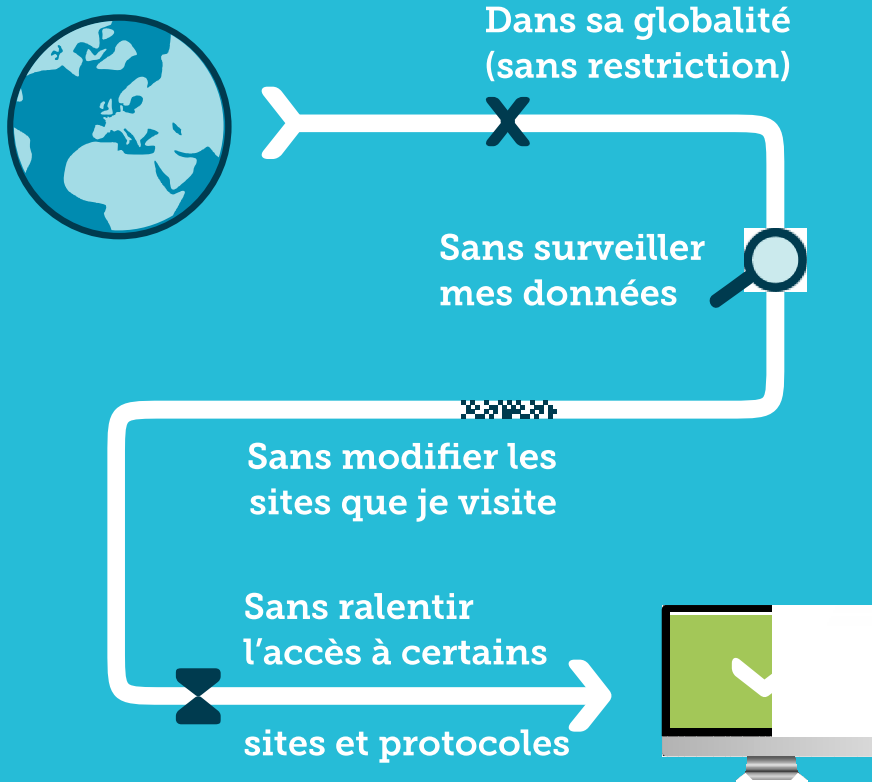 Dans sa globalité
(sans restriction)
Sans surveiller
mes données
Sans modifier les
sites que je visite
Sans ralentir
l’accès à certains
sites et protocoles